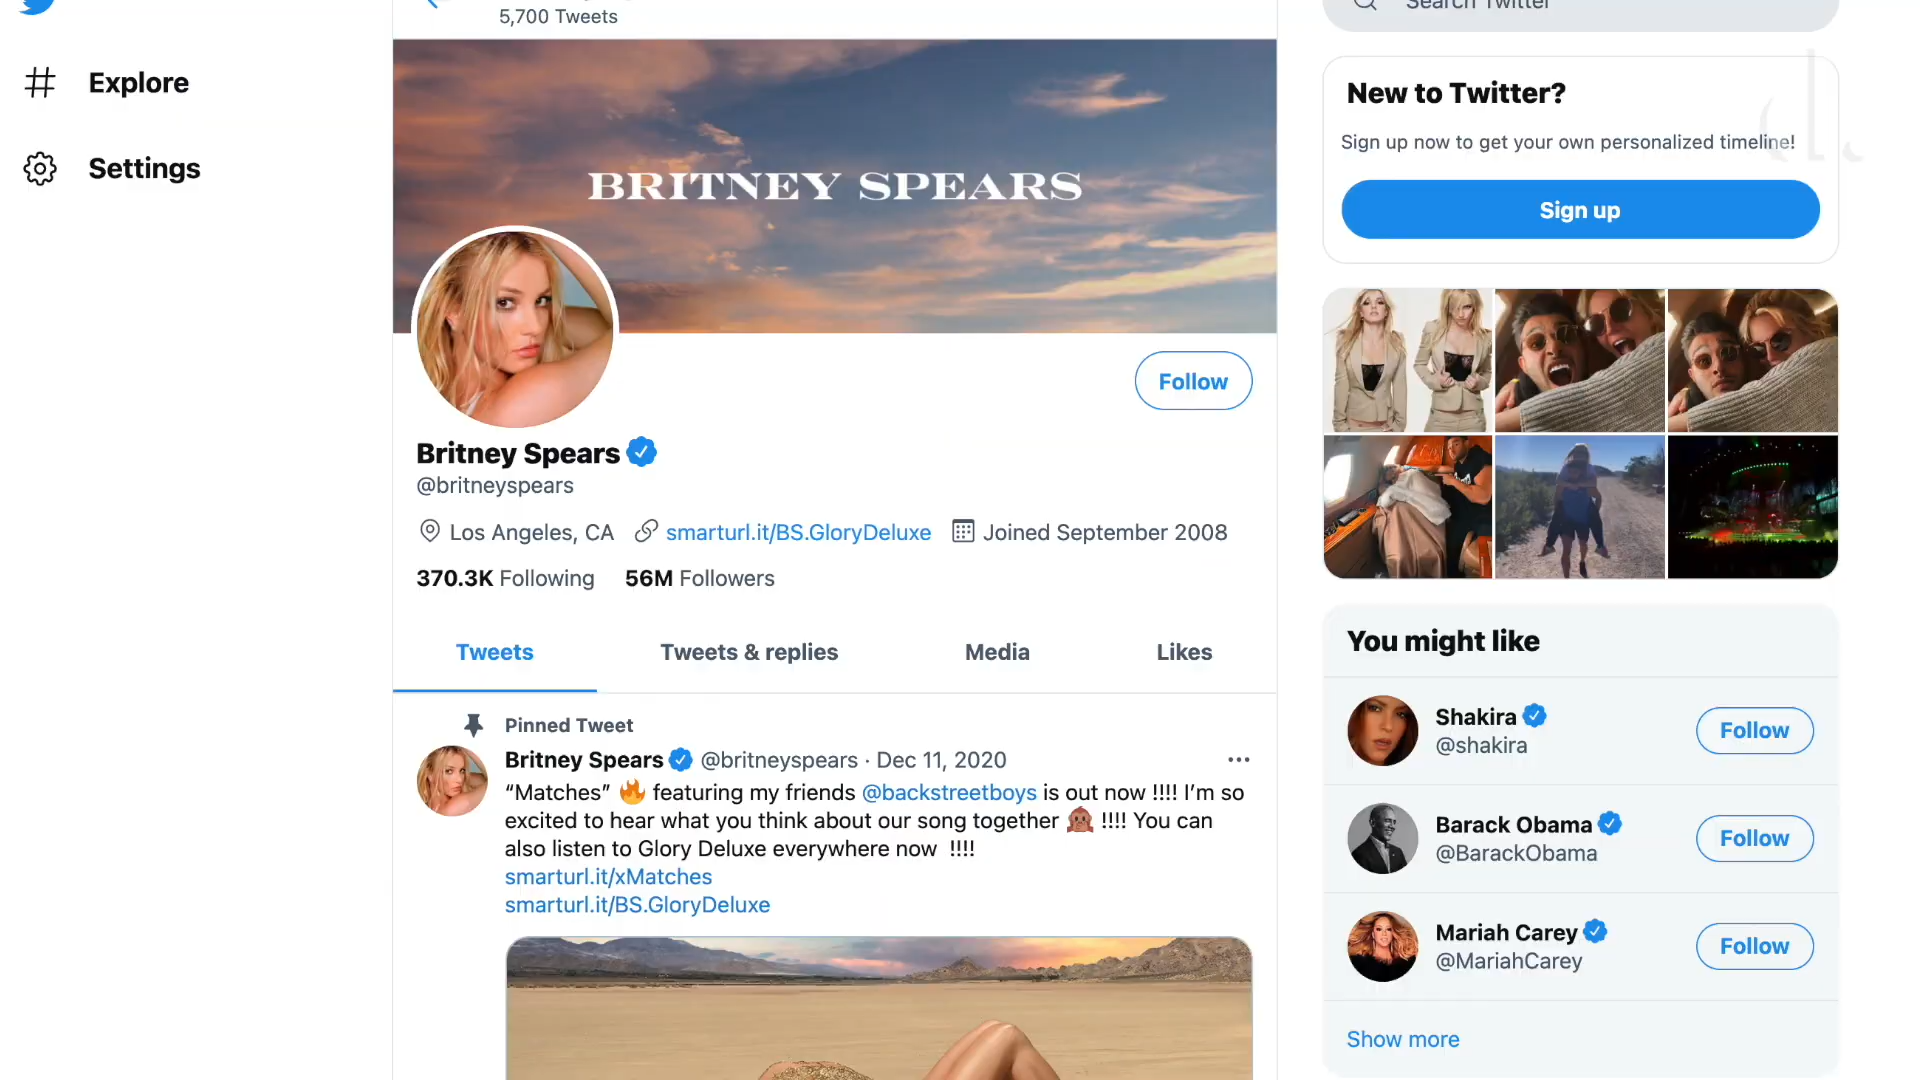 5,700 Tweets
Search Twitter
Explore
Settings
BRITNEY SPEARS
New to Twitter?
Sign up now to get your own personalized timeline!
Sign up
Follow
Britney Spears
@britneyspears
Los Angeles, CA smarturl.it/BS.GloryDeluxe Joined September 2008
370.3K Following 56M Followers
Tweets Tweets & replies Media Likes
Pinned Tweet
Britney Spears @britneyspears · Dec 11, 2020
“Matches” 🔥 featuring my friends @backstreetboys is out now !!!! I’m so
excited to hear what you think about our song together 🙊 !!!! You can
also listen to Glory Deluxe everywhere now !!!!
smarturl.it/xMatches
smarturl.it/BS.GloryDeluxe
You might like
Shakira
@shakira
Follow
Barack Obama
@BarackObama
Follow
Mariah Carey
@MariahCarey
Follow
Show more